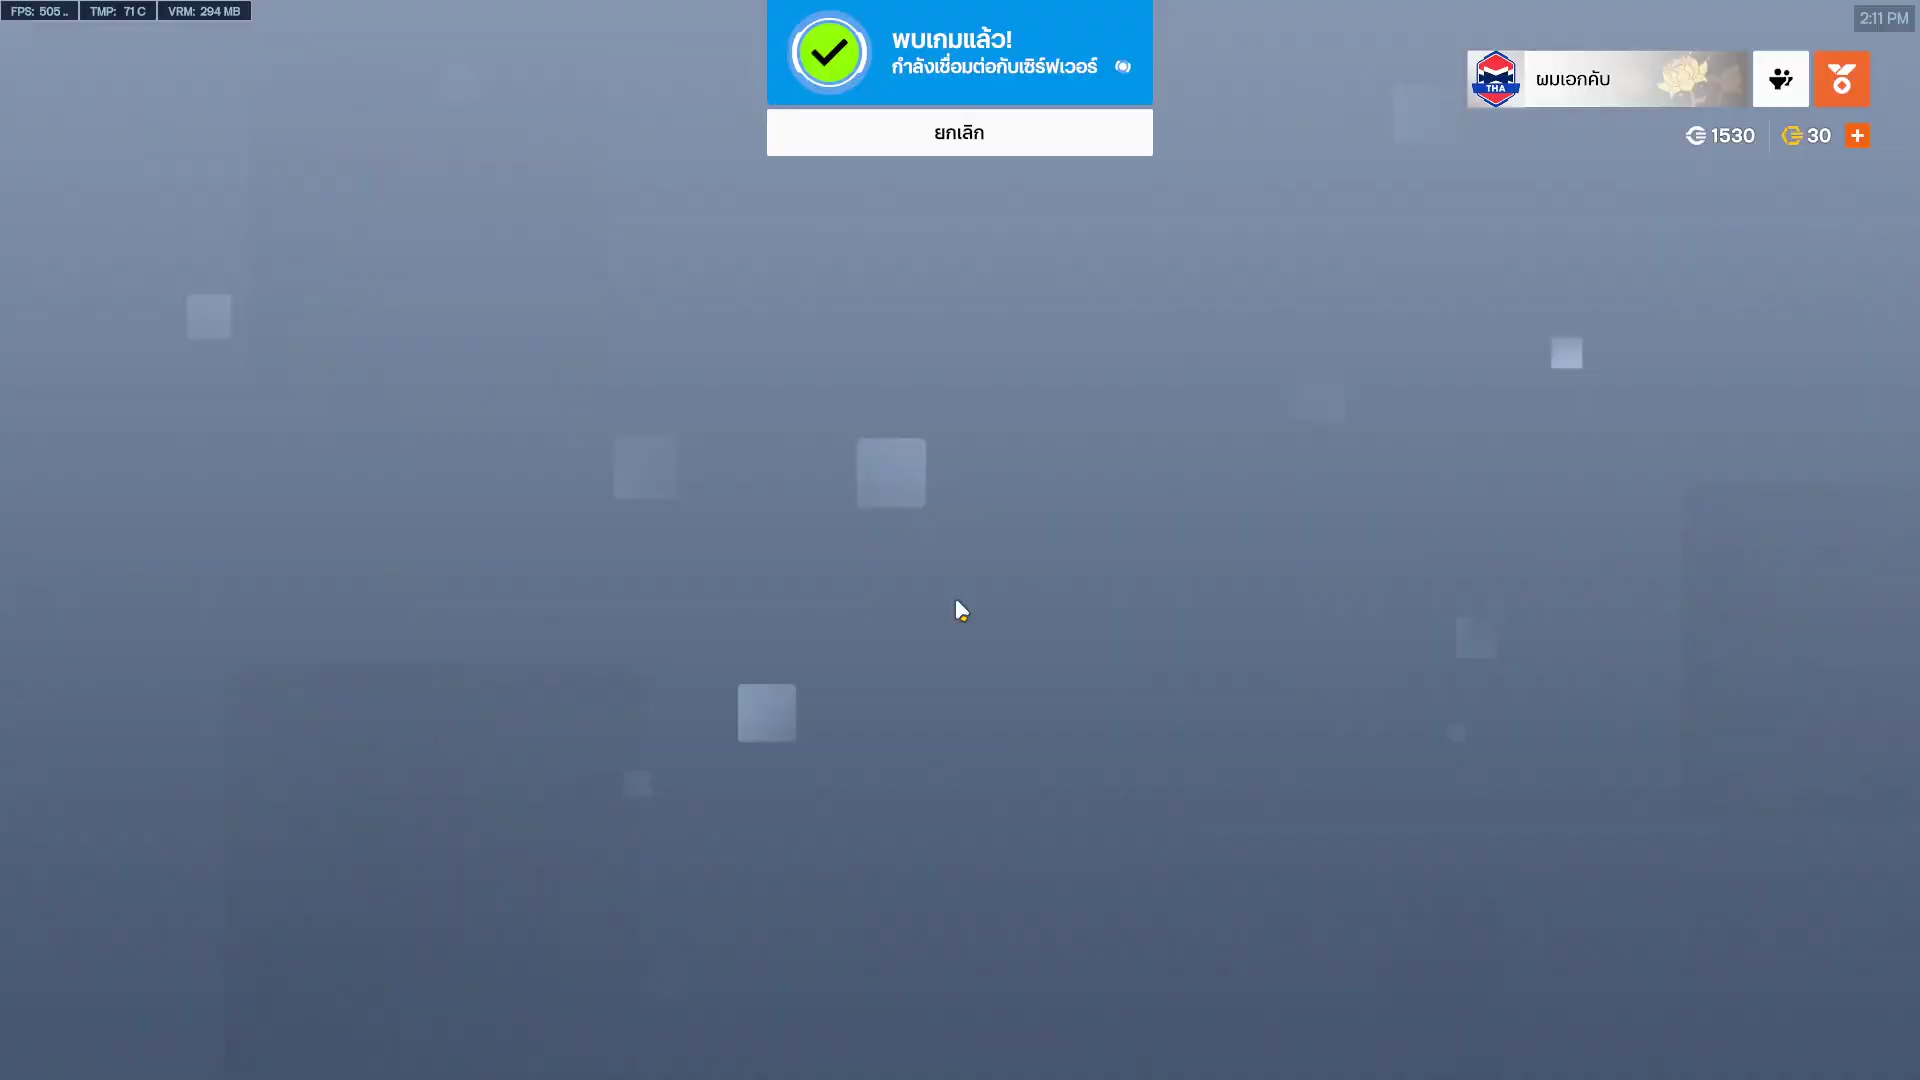 FPS: 505 .. TMP: 71 C VRM: 294 MB
2:11 PM
พบเกมแล้ว!
กำลังเชื่อมต่อกับเซิร์ฟเวอร์
ยกเลิก
THA
ผมเอกคับ
1530
30